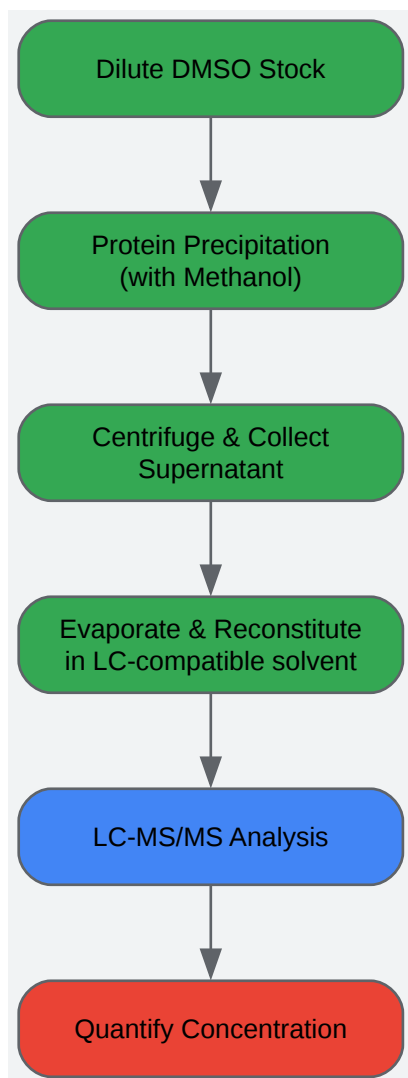 Dilute DMSO Stock
Protein Precipitation
(with Methanol)
Centrifuge & Collect
Supernatant
Evaporate & Reconstitute
in LC-compatible solvent
LC-MS/MS Analysis
Quantify Concentration